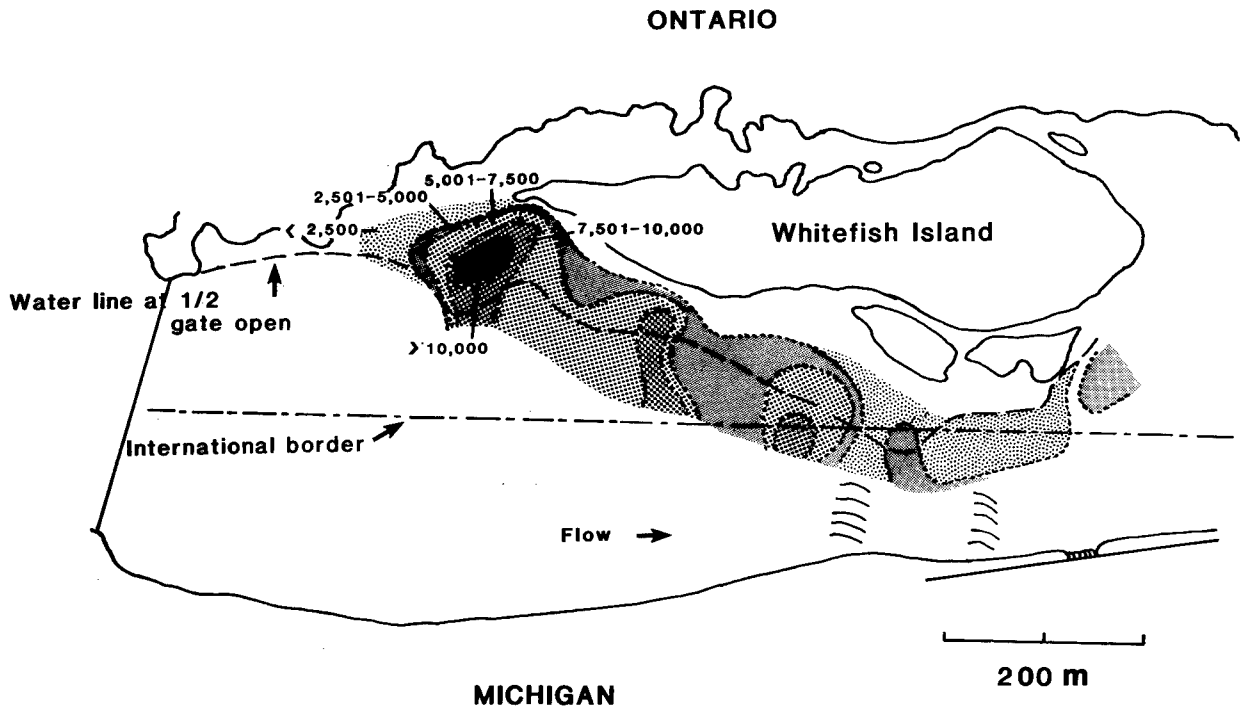 ONTARIO
5,001–7,500
2,501–5,000
< 2,500
7,501–10,000
Whitefish Island
Water line at 1/2
gate open
> 10,000
International border
Flow
200 m
MICHIGAN